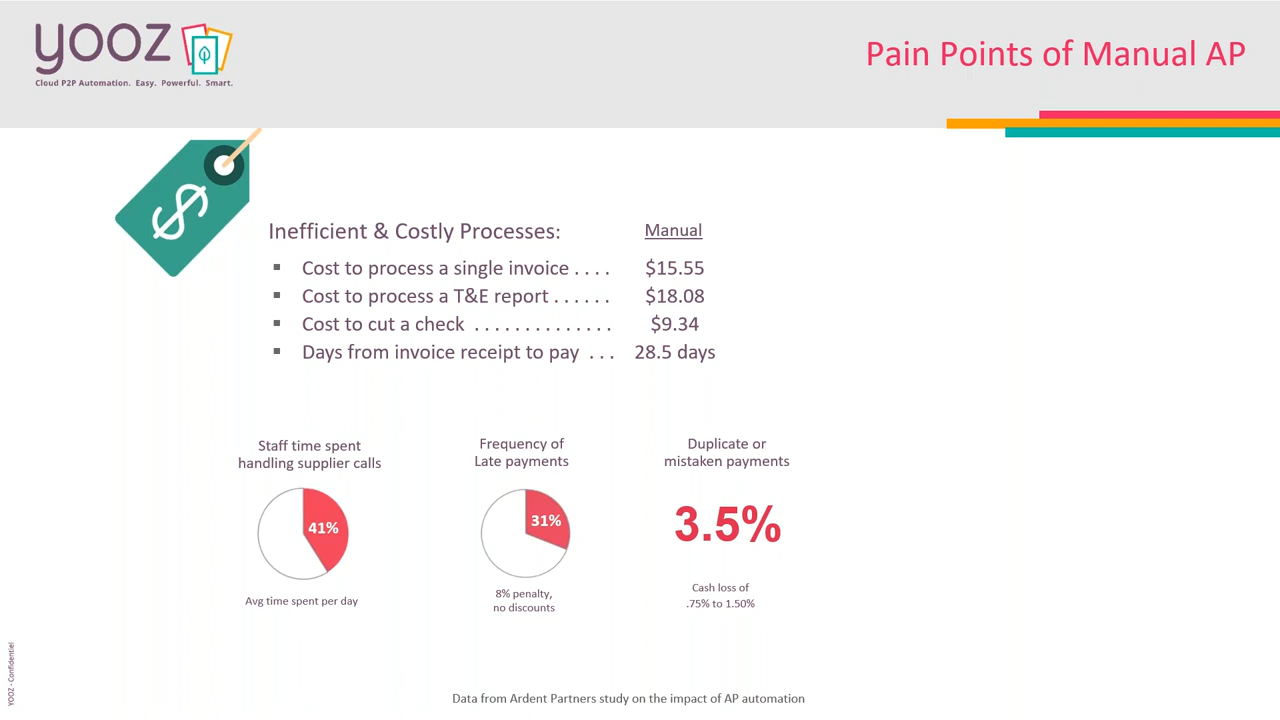 yooz
Cloud P2P Automation. Easy. Powerful. Smart.
Pain Points of Manual AP
$
Inefficient & Costly Processes: Manual
▪ Cost to process a single invoice . . . . $15.55
▪ Cost to process a T&E report . . . . . . $18.08
▪ Cost to cut a check . . . . . . . . . . . . . . $9.34
▪ Days from invoice receipt to pay . . . 28.5 days
Staff time spent
handling supplier calls
41%
Avg time spent per day
Frequency of
Late payments
31%
8% penalty,
no discounts
Duplicate or
mistaken payments
3.5%
Cash loss of
.75% to 1.50%
YOOZ - Confidentiel
Data from Ardent Partners study on the impact of AP automation